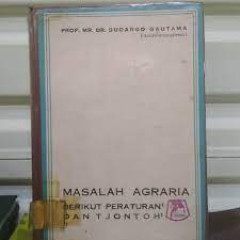 PROF. MR. DR. SUDARGO GAUTAMA
MASALAH AGRARIA
BERIKUT PERATURAN²
DAN TJONTOH²